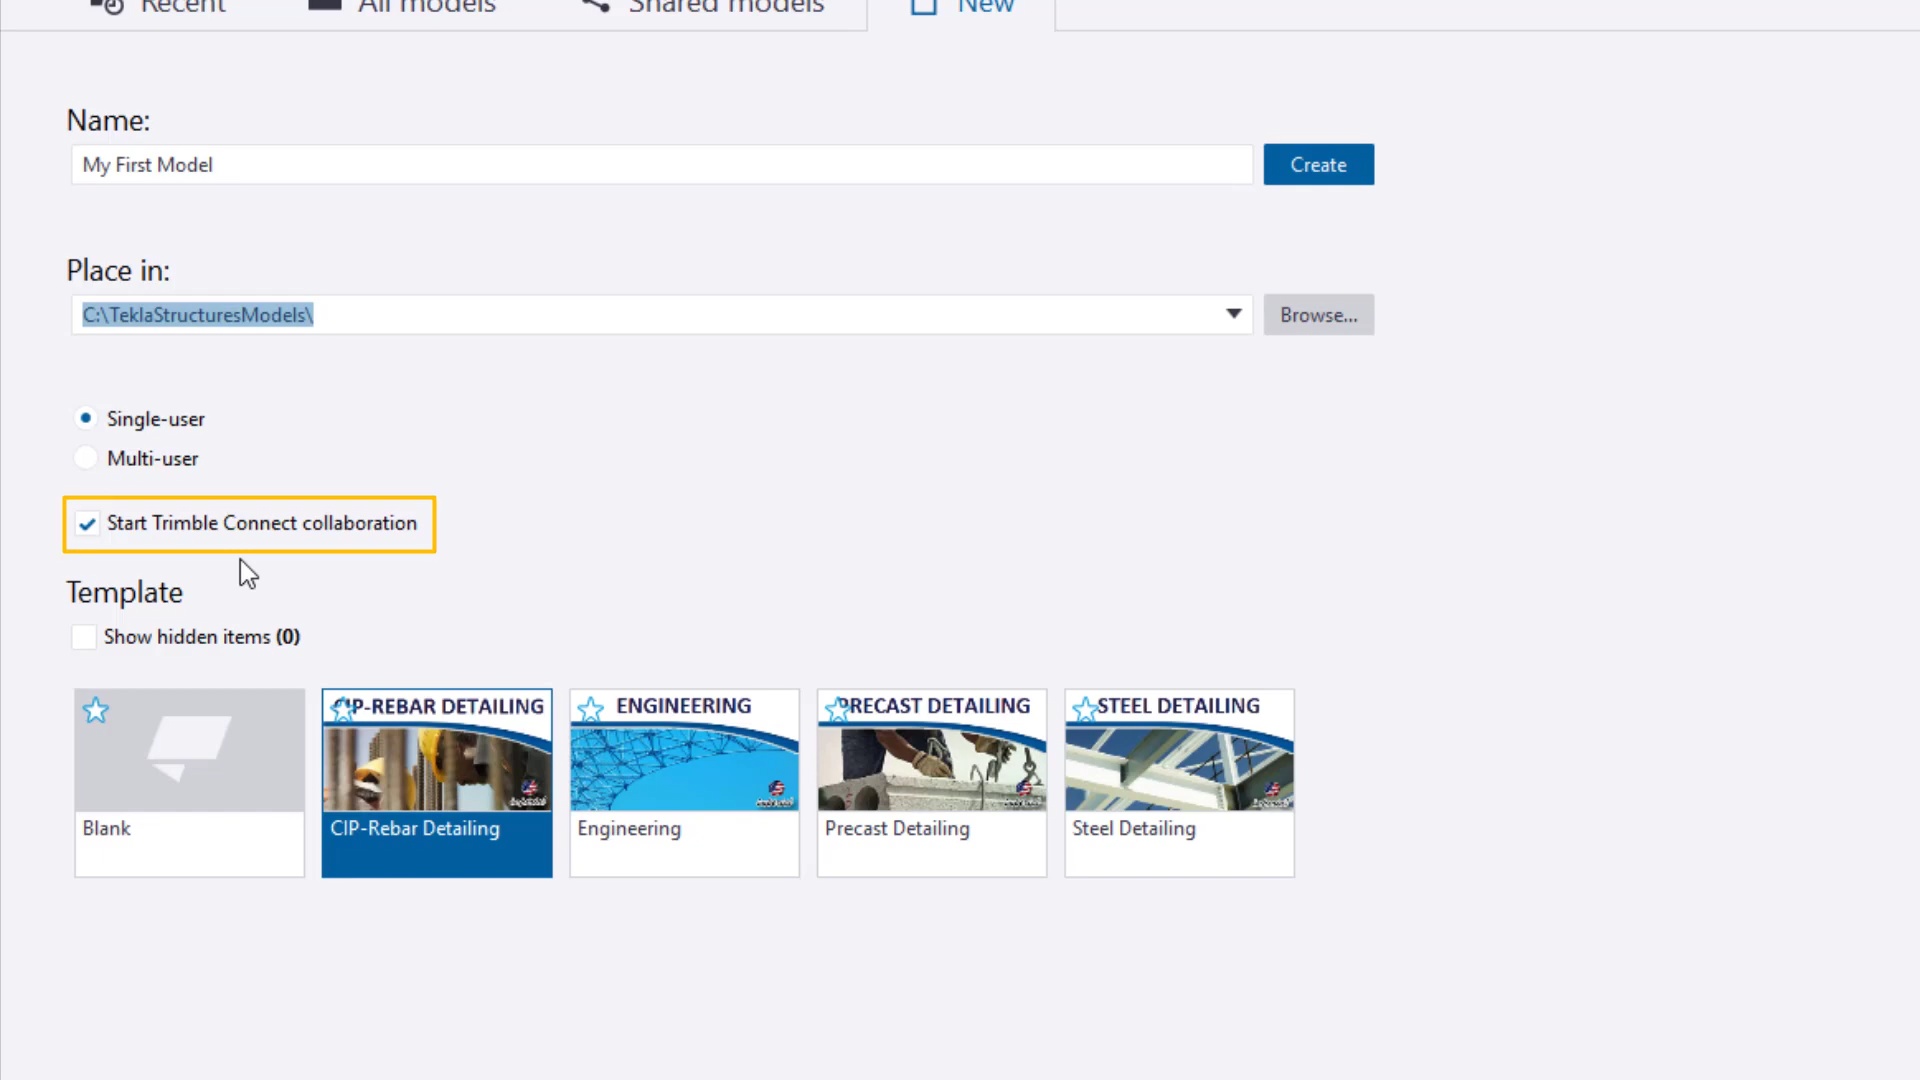 Recent
All models
Shared models
New
Name:
My First Model
Create
Place in:
C:\TeklaStructuresModels\
Browse...
Single-user
Multi-user
Start Trimble Connect collaboration
Template
Show hidden items (0)
CIP-REBAR DETAILING
ENGINEERING
PRECAST DETAILING
STEEL DETAILING
Blank
CIP-Rebar Detailing
Engineering
Precast Detailing
Steel Detailing